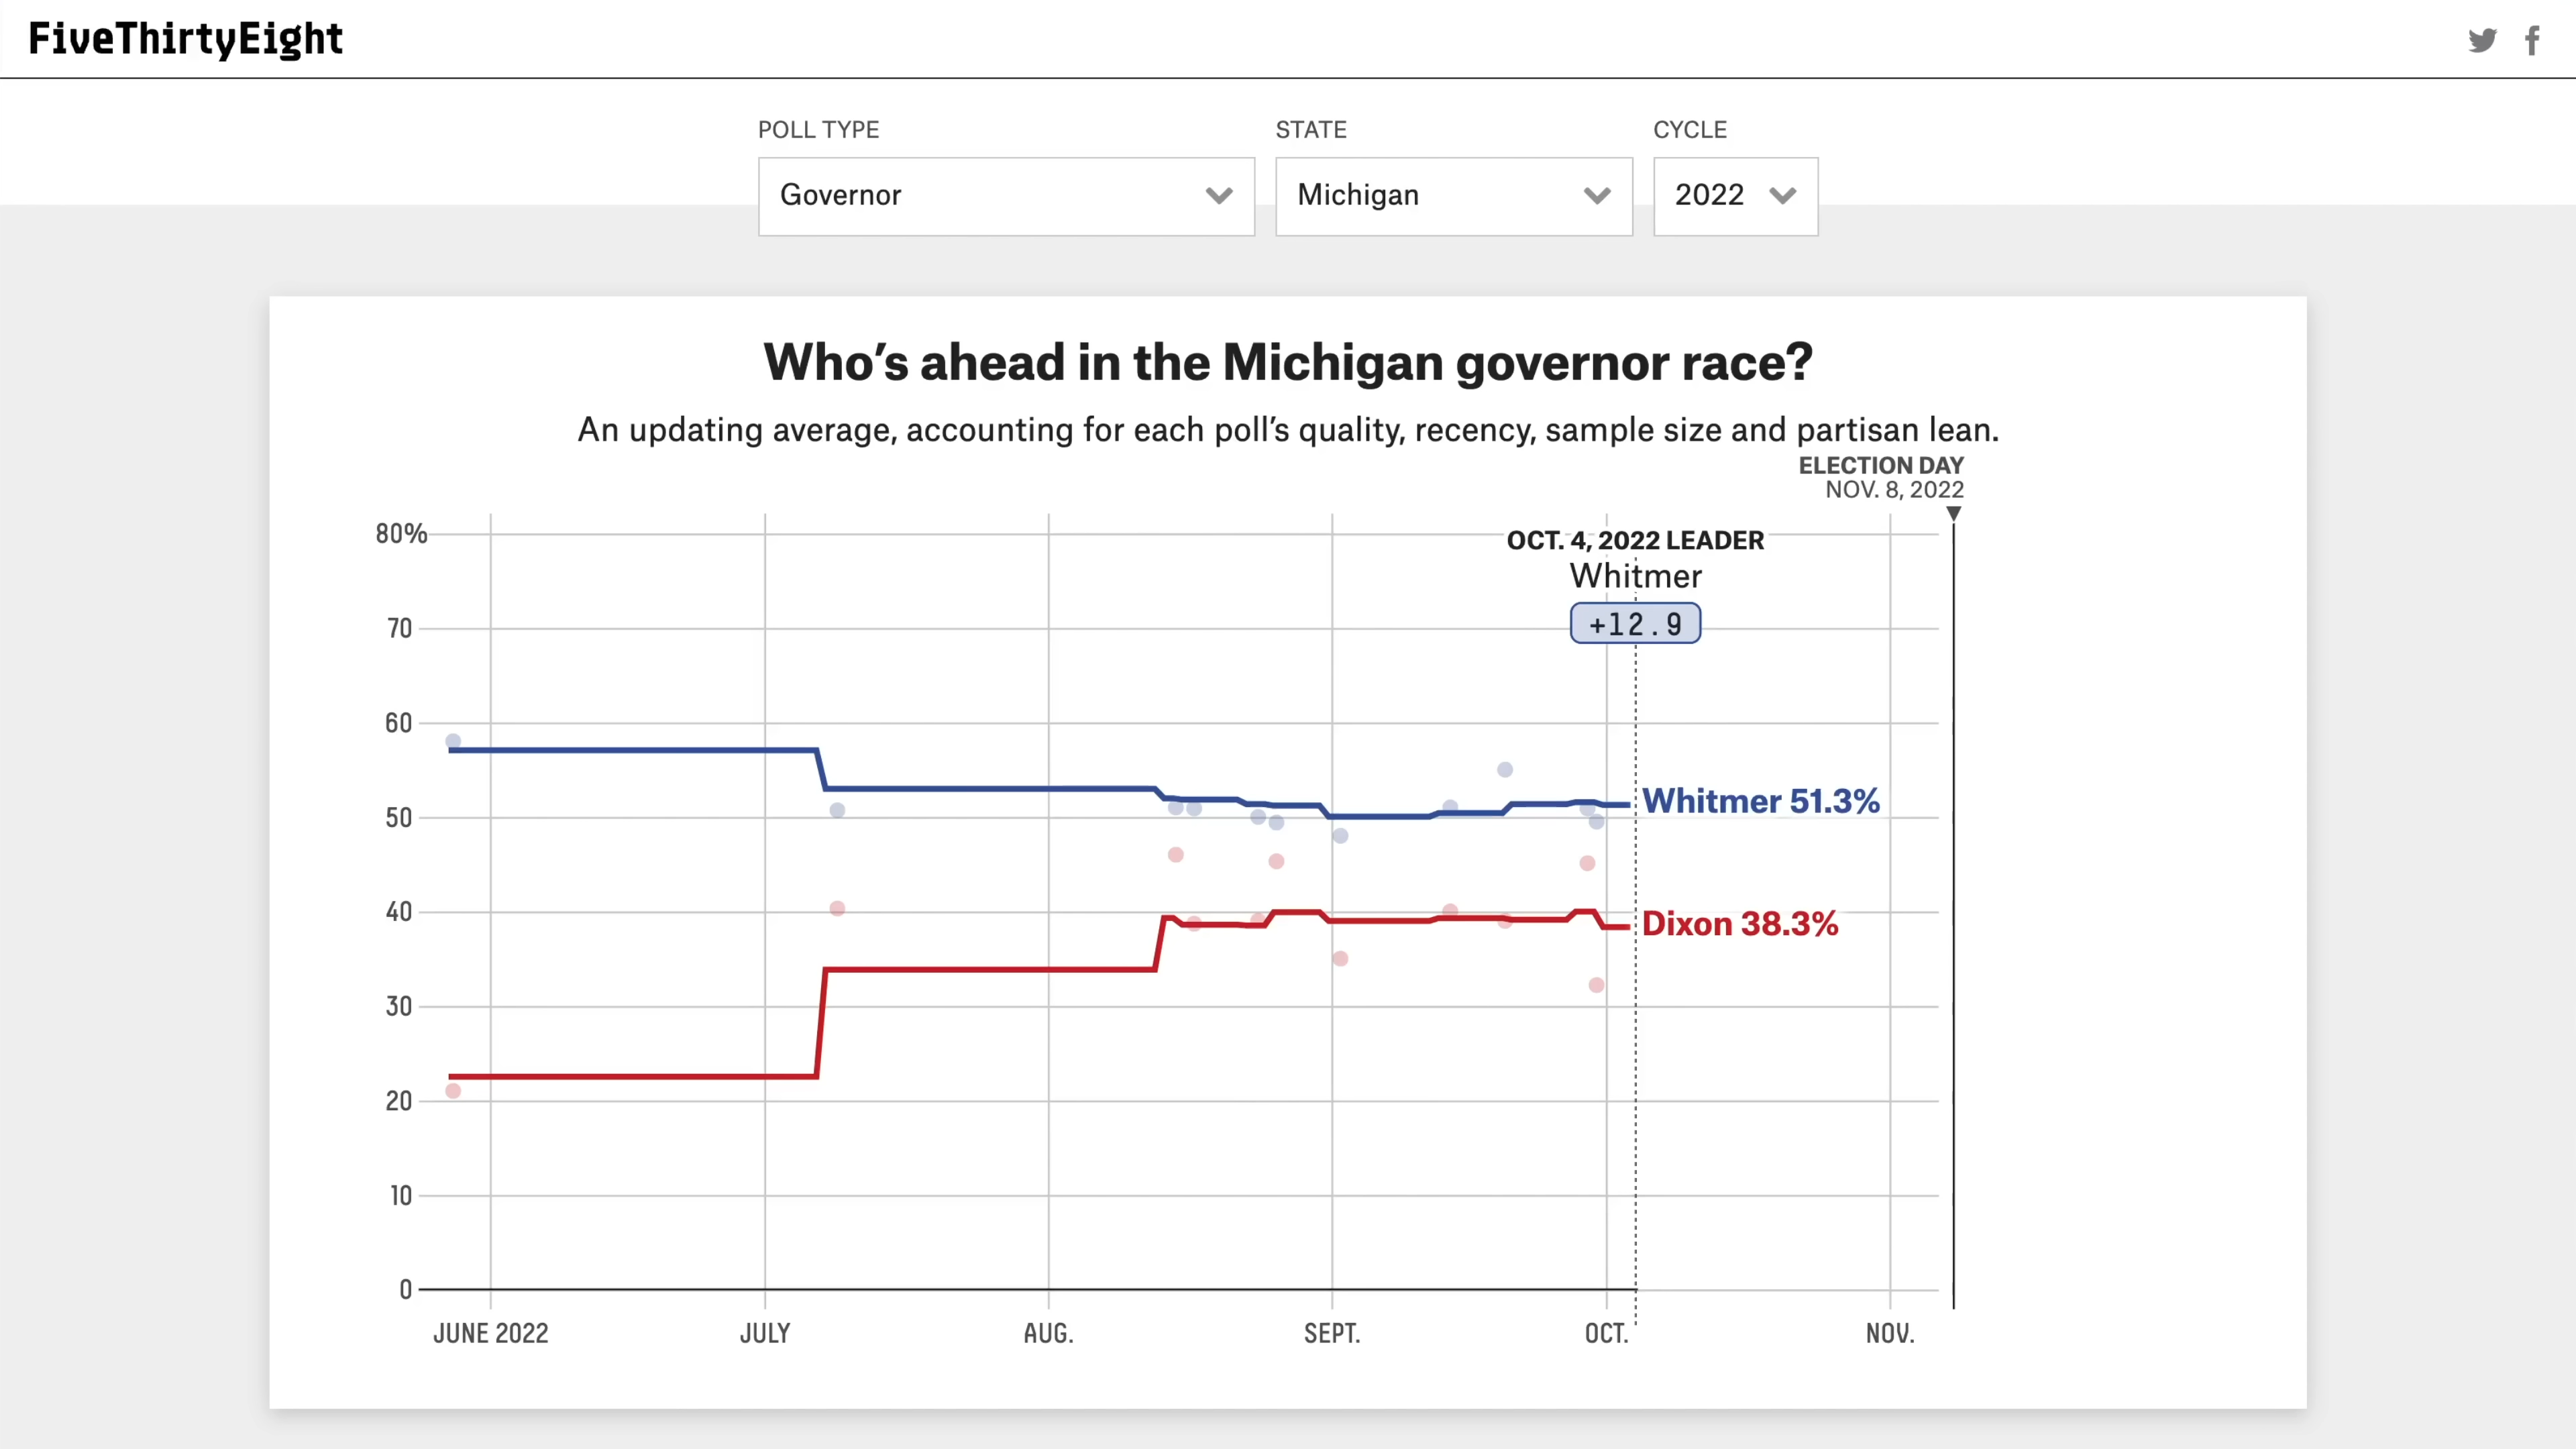 FiveThirtyEight
POLL TYPE
STATE
CYCLE
Governor
Michigan
2022
Who's ahead in the Michigan governor race?
An updating average, accounting for each poll's quality, recency, sample size and partisan lean.
ELECTION DAY
NOV. 8, 2022
80%
OCT. 4, 2022 LEADER
Whitmer
+12.9
70
60
50
Whitmer 51.3%
40
Dixon 38.3%
30
20
10
0
JUNE 2022
JULY
AUG.
SEPT.
OCT.
NOV.